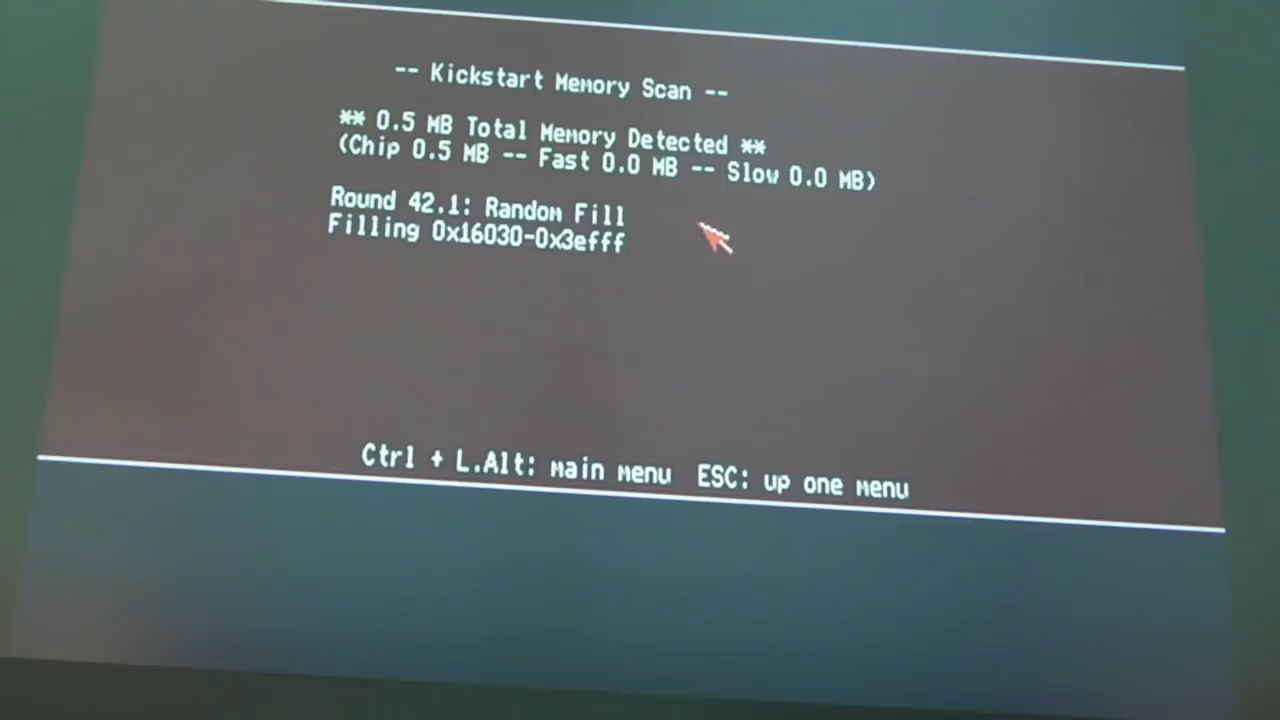 -- Kickstart Memory Scan --
** 0.5 MB Total Memory Detected **
(Chip 0.5 MB -- Fast 0.0 MB -- Slow 0.0 MB)
Round 42.1: Random Fill
Filling 0x16030-0x3efff
Ctrl + L.Alt: main menu  ESC: up one menu